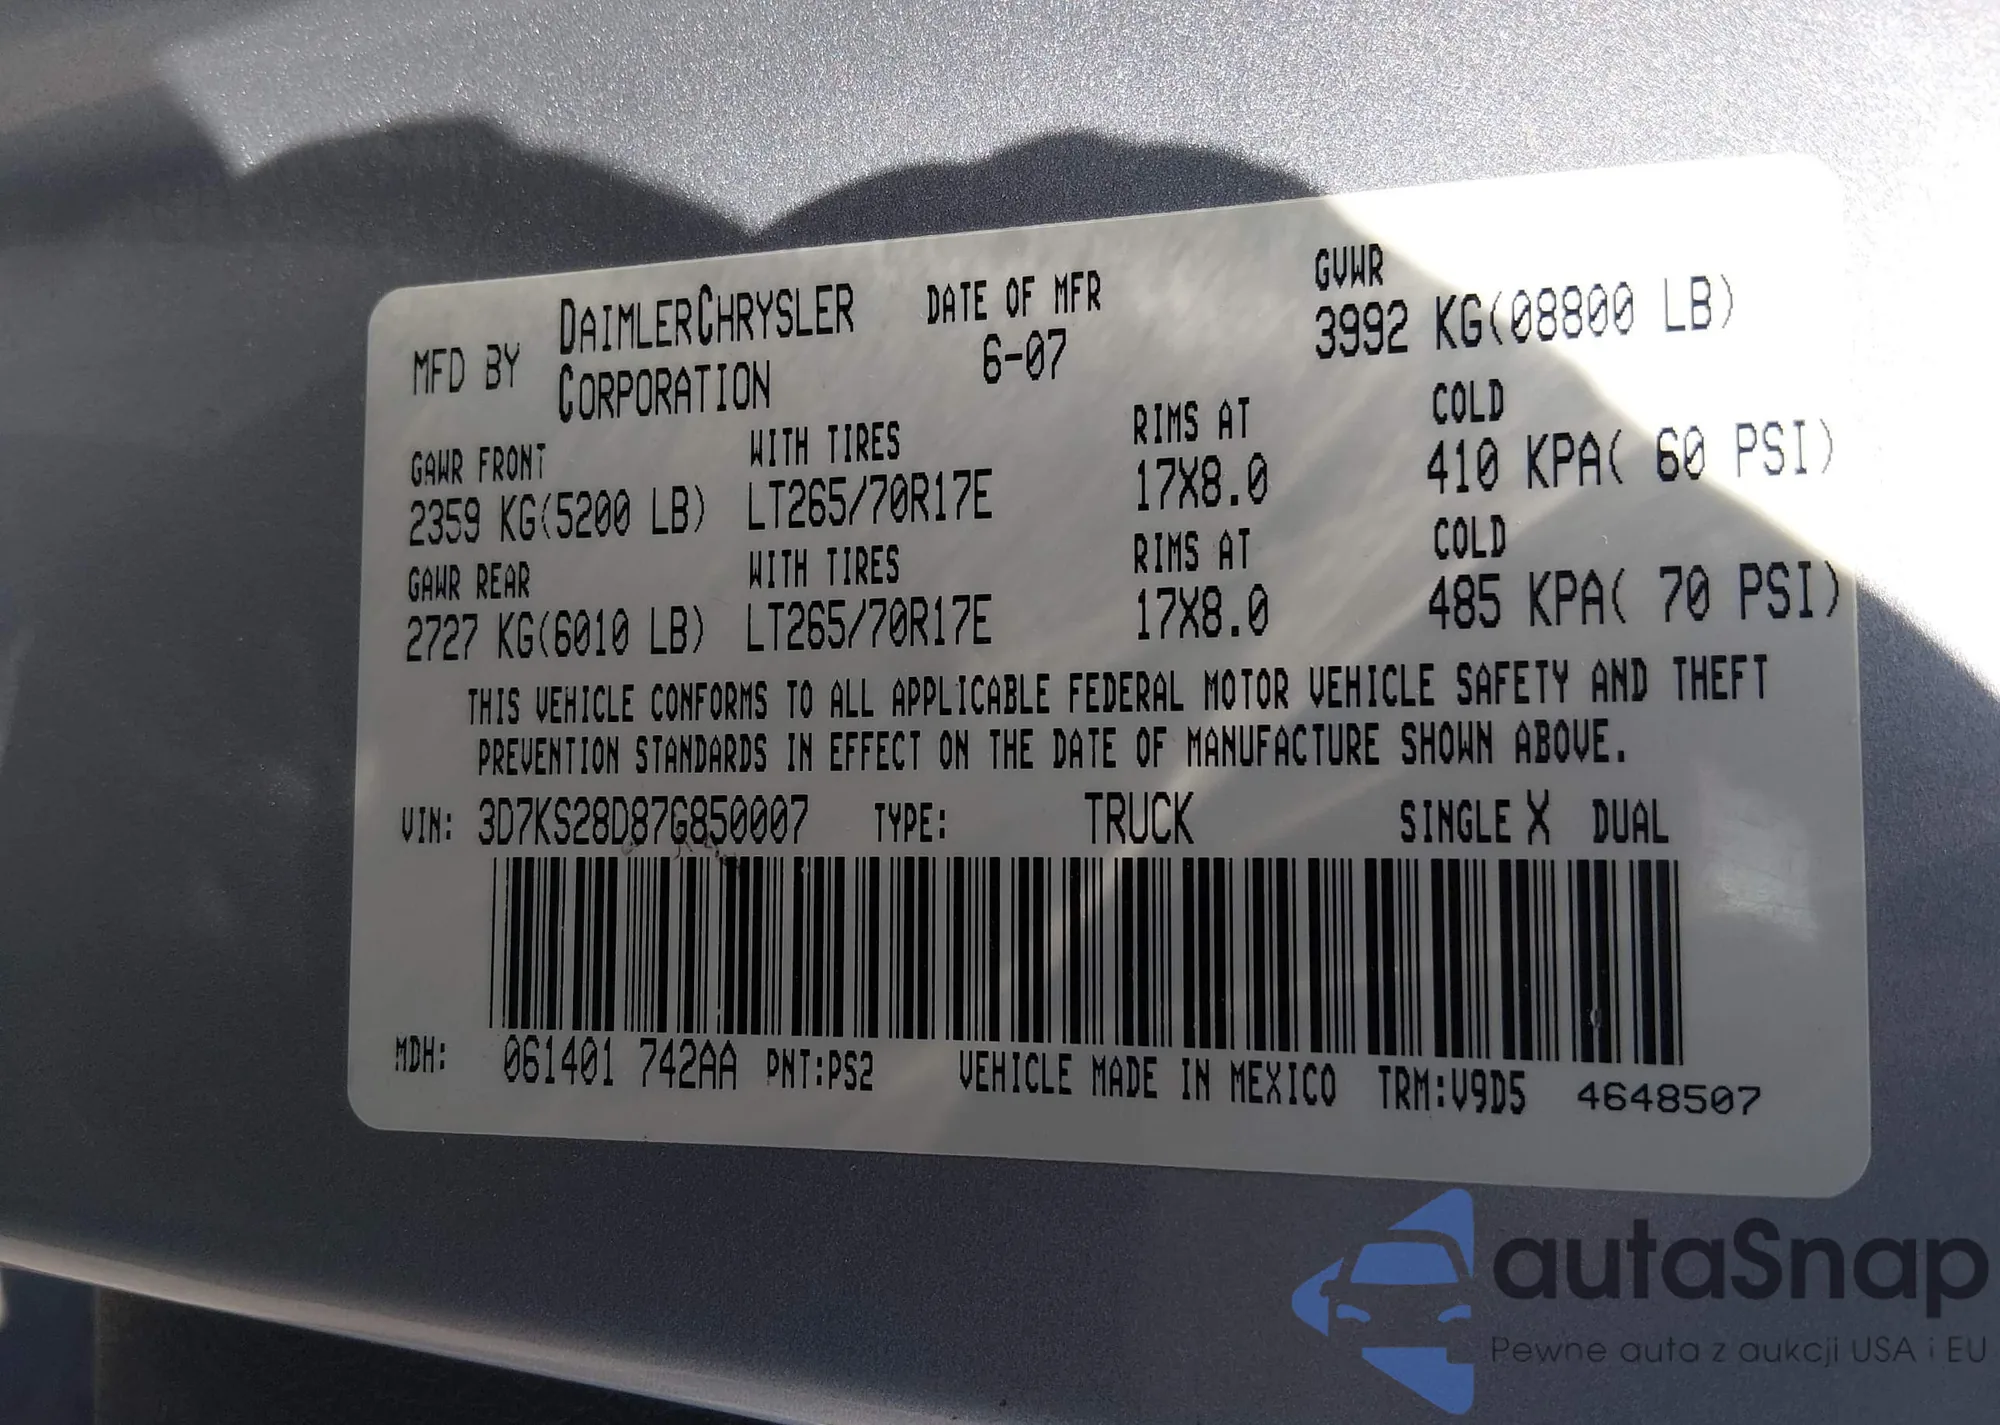 MFD BY DAIMLERCHRYSLER CORPORATION DATE OF MFR 6-07 GVWR 3992 KG(08800 LB)
GAWR FRONT WITH TIRES RIMS AT COLD
2359 KG(5200 LB) LT265/70R17E 17X8.0 410 KPA( 60 PSI)
GAWR REAR WITH TIRES RIMS AT COLD
2727 KG(6010 LB) LT265/70R17E 17X8.0 485 KPA( 70 PSI)
THIS VEHICLE CONFORMS TO ALL APPLICABLE FEDERAL MOTOR VEHICLE SAFETY AND THEFT
PREVENTION STANDARDS IN EFFECT ON THE DATE OF MANUFACTURE SHOWN ABOVE.
VIN: 3D7KS28D87G850007 TYPE: TRUCK SINGLE X DUAL
MDH: 061401 742AA PNT:PS2 VEHICLE MADE IN MEXICO TRM:V9D5 4648507
autaSnap
Pewne auta z aukcji USA i EU